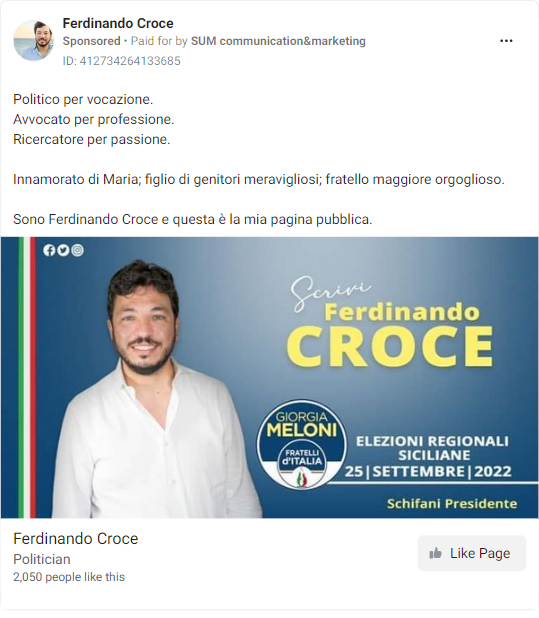 Ferdinando Croce
Sponsored • Paid for by SUM communication&marketing
ID: 412734264133685
Politico per vocazione.
Avvocato per professione.
Ricercatore per passione.
Innamorato di Maria; figlio di genitori meravigliosi; fratello maggiore orgoglioso.
Sono Ferdinando Croce e questa è la mia pagina pubblica.
Scrivi
Ferdinando
CROCE
GIORGIA
MELONI
FRATELLI
d'ITALIA
ELEZIONI REGIONALI
SICILIANE
25|SETTEMBRE|2022
Schifani Presidente
Ferdinando Croce
Politician
2,050 people like this
Like Page